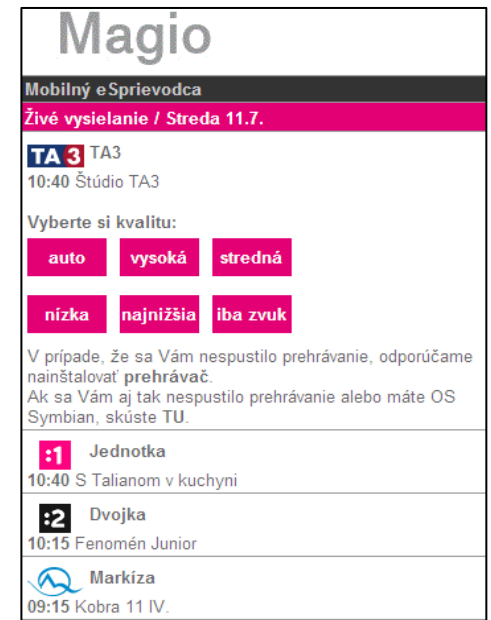 Magio
Mobilný eSprievodca
Živé vysielanie / Streda 11.7.
TA3 TA3
10:40 Štúdio TA3
Vyberte si kvalitu:
auto vysoká stredná
nízka najnižšia iba zvuk
V prípade, že sa Vám nespustilo prehrávanie, odporúčame
nainštalovať prehrávač.
Ak sa Vám aj tak nespustilo prehrávanie alebo máte OS
Symbian, skúste TU.
:1 Jednotka
10:40 S Talianom v kuchyni
:2 Dvojka
10:15 Fenomén Junior
Markíza
09:15 Kobra 11 IV.